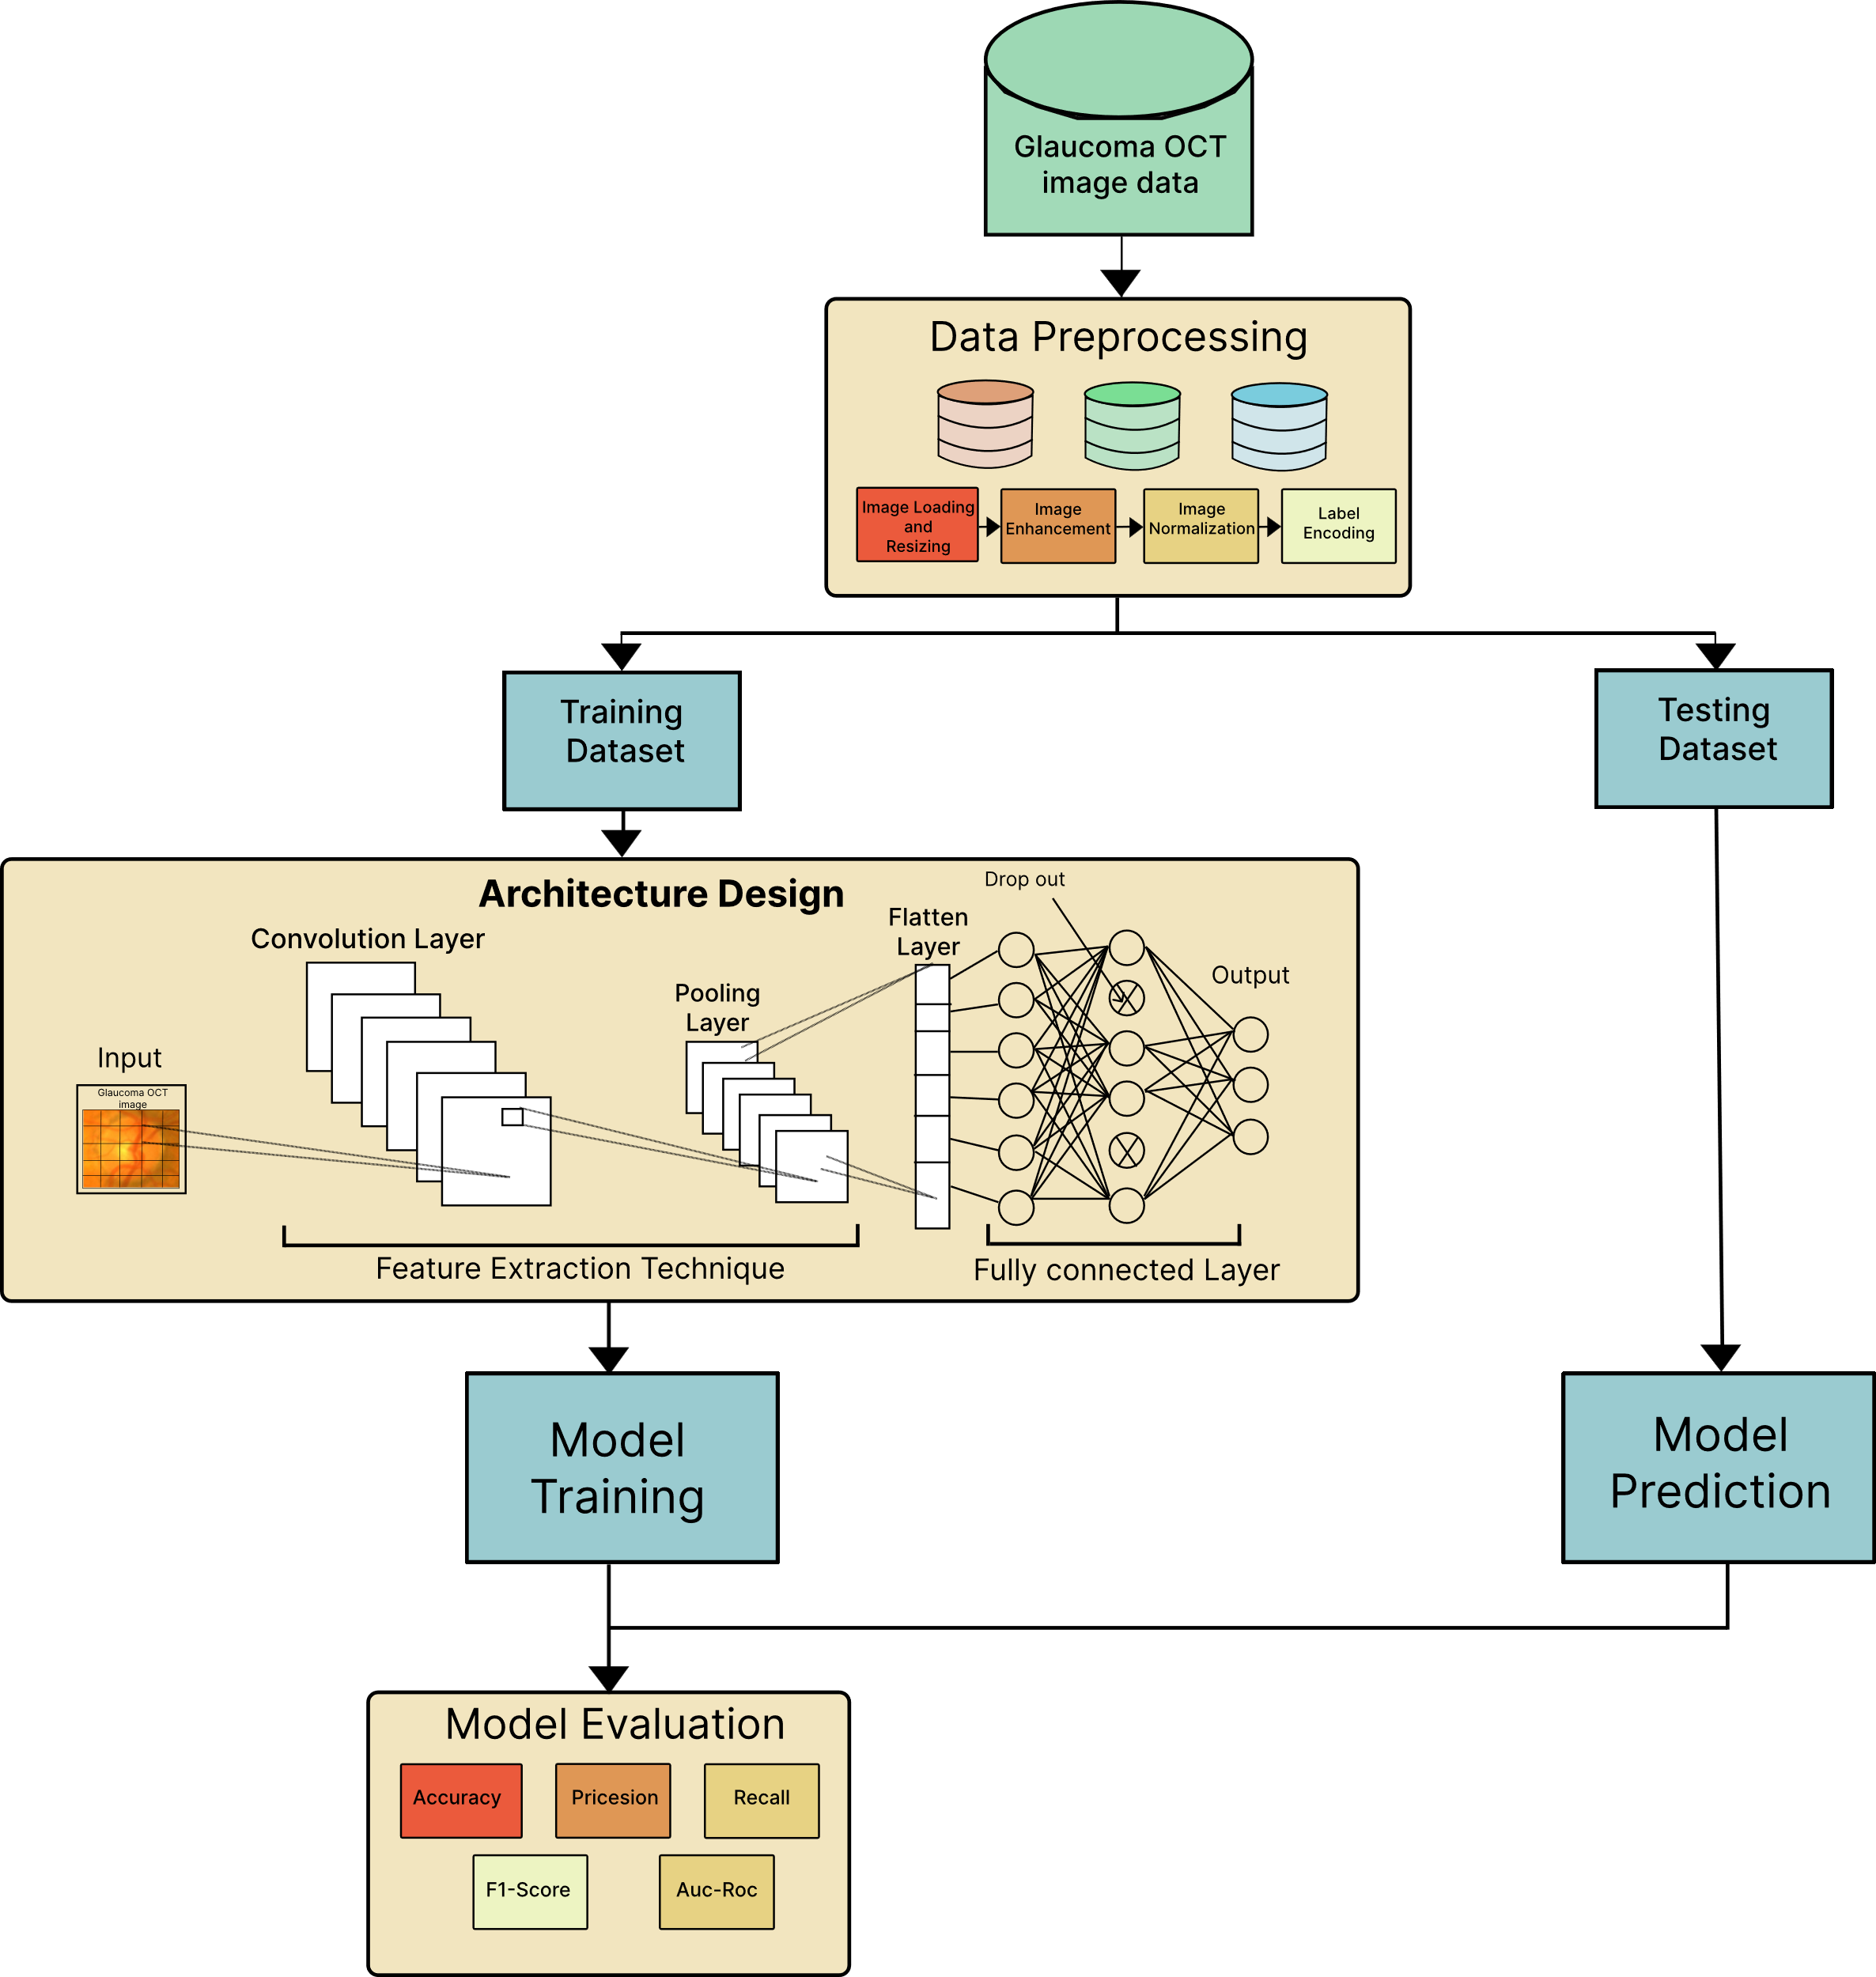 Glaucoma OCT
image data
Data Preprocessing
Image Loading
and
Resizing
Image
Enhancement
Image
Normalization
Label
Encoding
Training
Dataset
Testing
Dataset
Architecture Design
Drop out
Convolution Layer
Flatten
Layer
Output
Pooling
Layer
Input
Glaucoma OCT
image
Feature Extraction Technique
Fully connected Layer
Model
Training
Model
Prediction
Model Evaluation
Accuracy
Pricesion
Recall
F1-Score
Auc-Roc